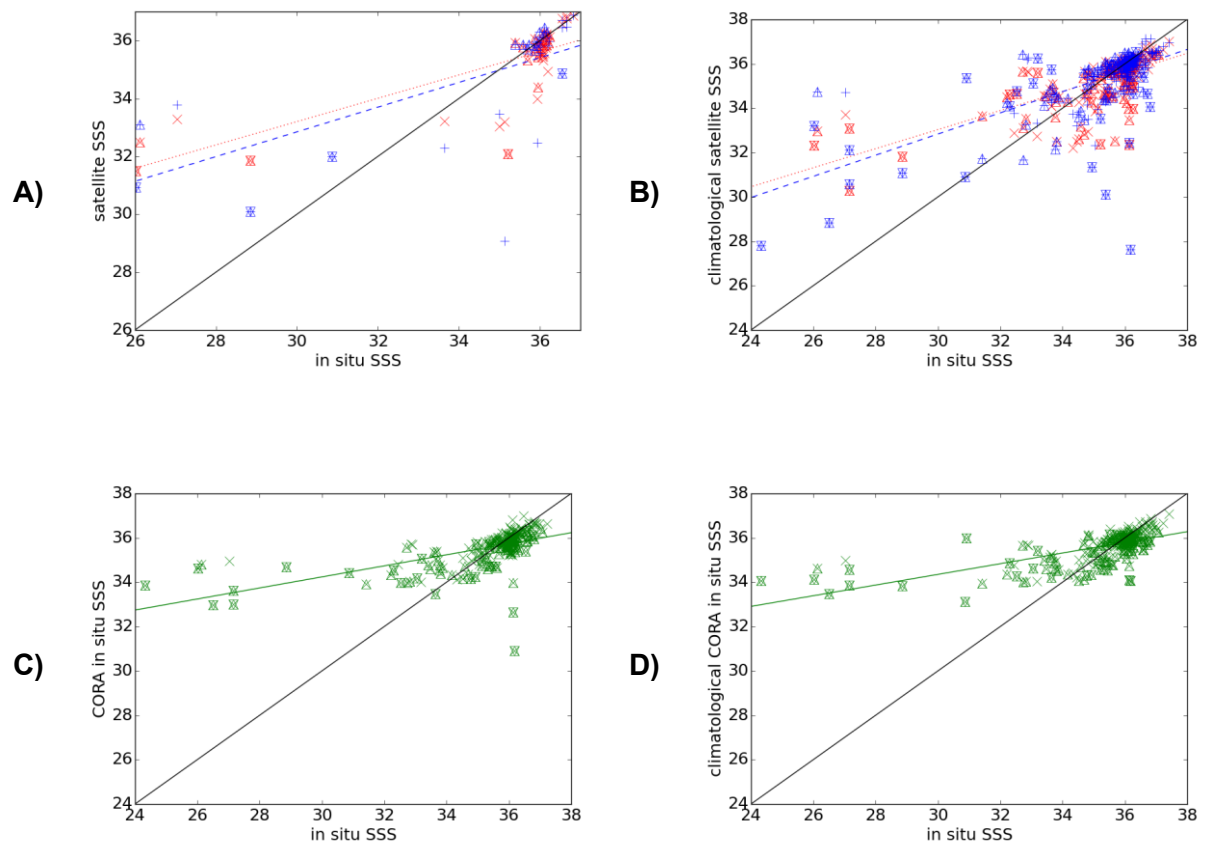 A)
satellite SSS
36
34
32
30
28
26
26 28 30 32 34 36
in situ SSS
B)
climatological satellite SSS
38
36
34
32
30
28
26
24
24 26 28 30 32 34 36 38
in situ SSS
C)
CORA in situ SSS
38
36
34
32
30
28
26
24
24 26 28 30 32 34 36 38
in situ SSS
D)
climatological CORA in situ SSS
38
36
34
32
30
28
26
24
24 26 28 30 32 34 36 38
in situ SSS